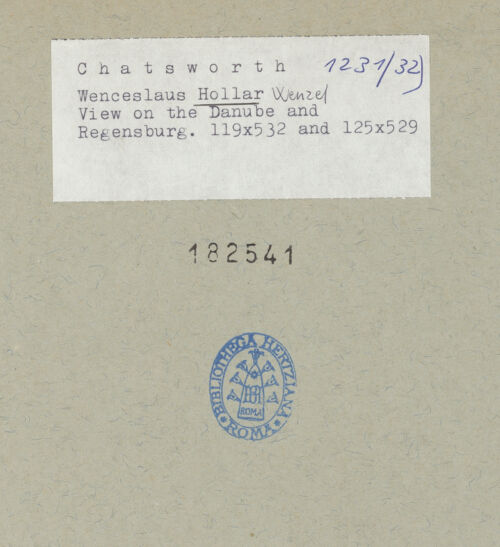 Chatsworth 1231/32)
Wenceslaus Hollar Wenzel
View on the Danube and
Regensburg. 119x532 and 125x529
182541
BIBLIOTHECA HERTZIANA
ROMA
• ROMA •